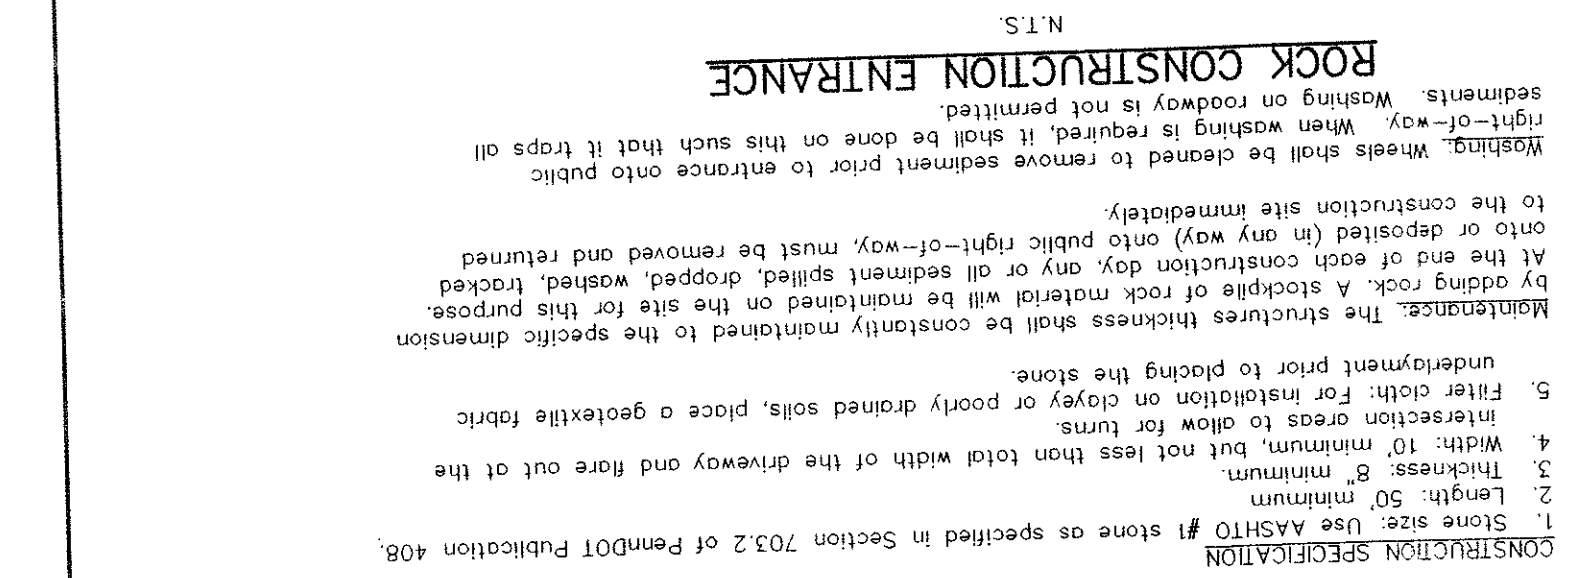 CONSTRUCTION SPECIFICATION
1. Stone size: Use AASHTO #1 stone as specified in Section 703.2 of PennDOT Publication 408.
2. Length: 50' minimum
3. Thickness: 8" minimum.
4. Width: 10' minimum, but not less than total width of the driveway and flare out at the
intersection areas to allow for turns.
5. Filter cloth: For installation on clayey or poorly drained soils, place a geotextile fabric
underlayment prior to placing the stone.
Maintenance: The structures thickness shall be constantly maintained to the specific dimension
by adding rock. A stockpile of rock material will be maintained on the site for this purpose.
At the end of each construction day, any or all sediment spilled, dropped, washed, tracked
onto or deposited (in any way) onto public right-of-way, must be removed and returned
to the construction site immediately.
Washing: Wheels shall be cleaned to remove sediment prior to entrance onto public
right-of-way. When washing is required, it shall be done on this such that it traps all
sediments. Washing on roadway is not permitted.
ROCK CONSTRUCTION ENTRANCE
N.T.S.